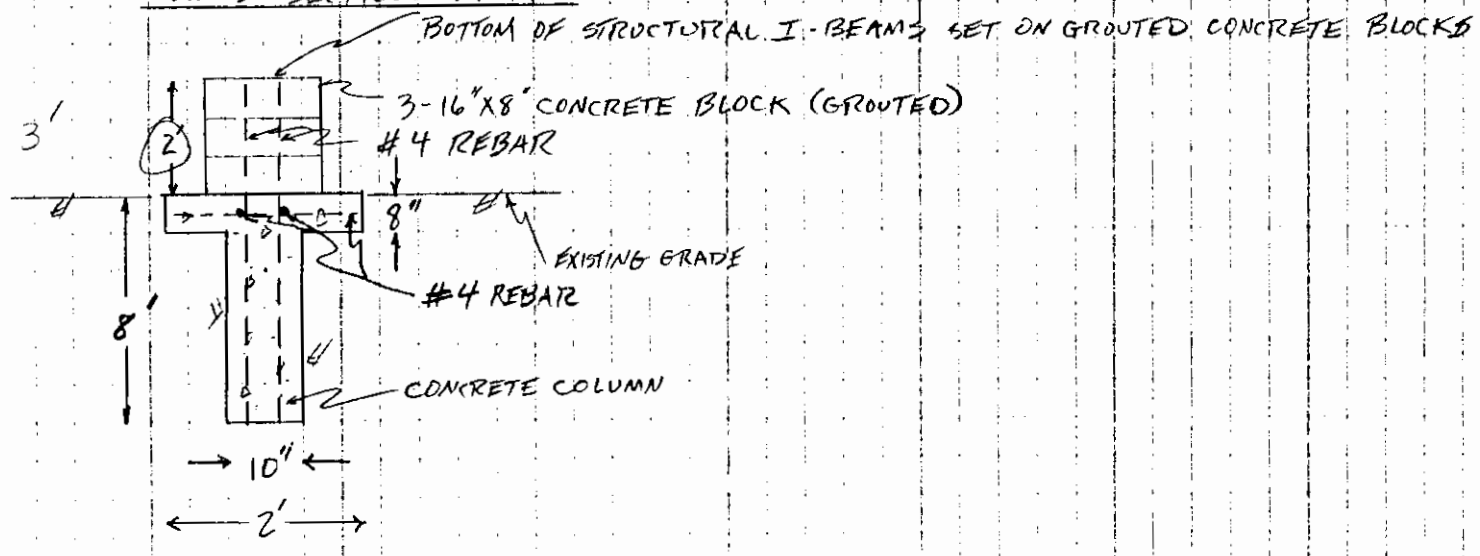 BOTTOM OF STRUCTURAL I-BEAMS SET ON GROUTED CONCRETE BLOCKS
3-16"X8" CONCRETE BLOCK (GROUTED)
3'
2'
#4 REBAR
8"
EXISTING GRADE
#4 REBAR
8'
CONCRETE COLUMN
10"
2'